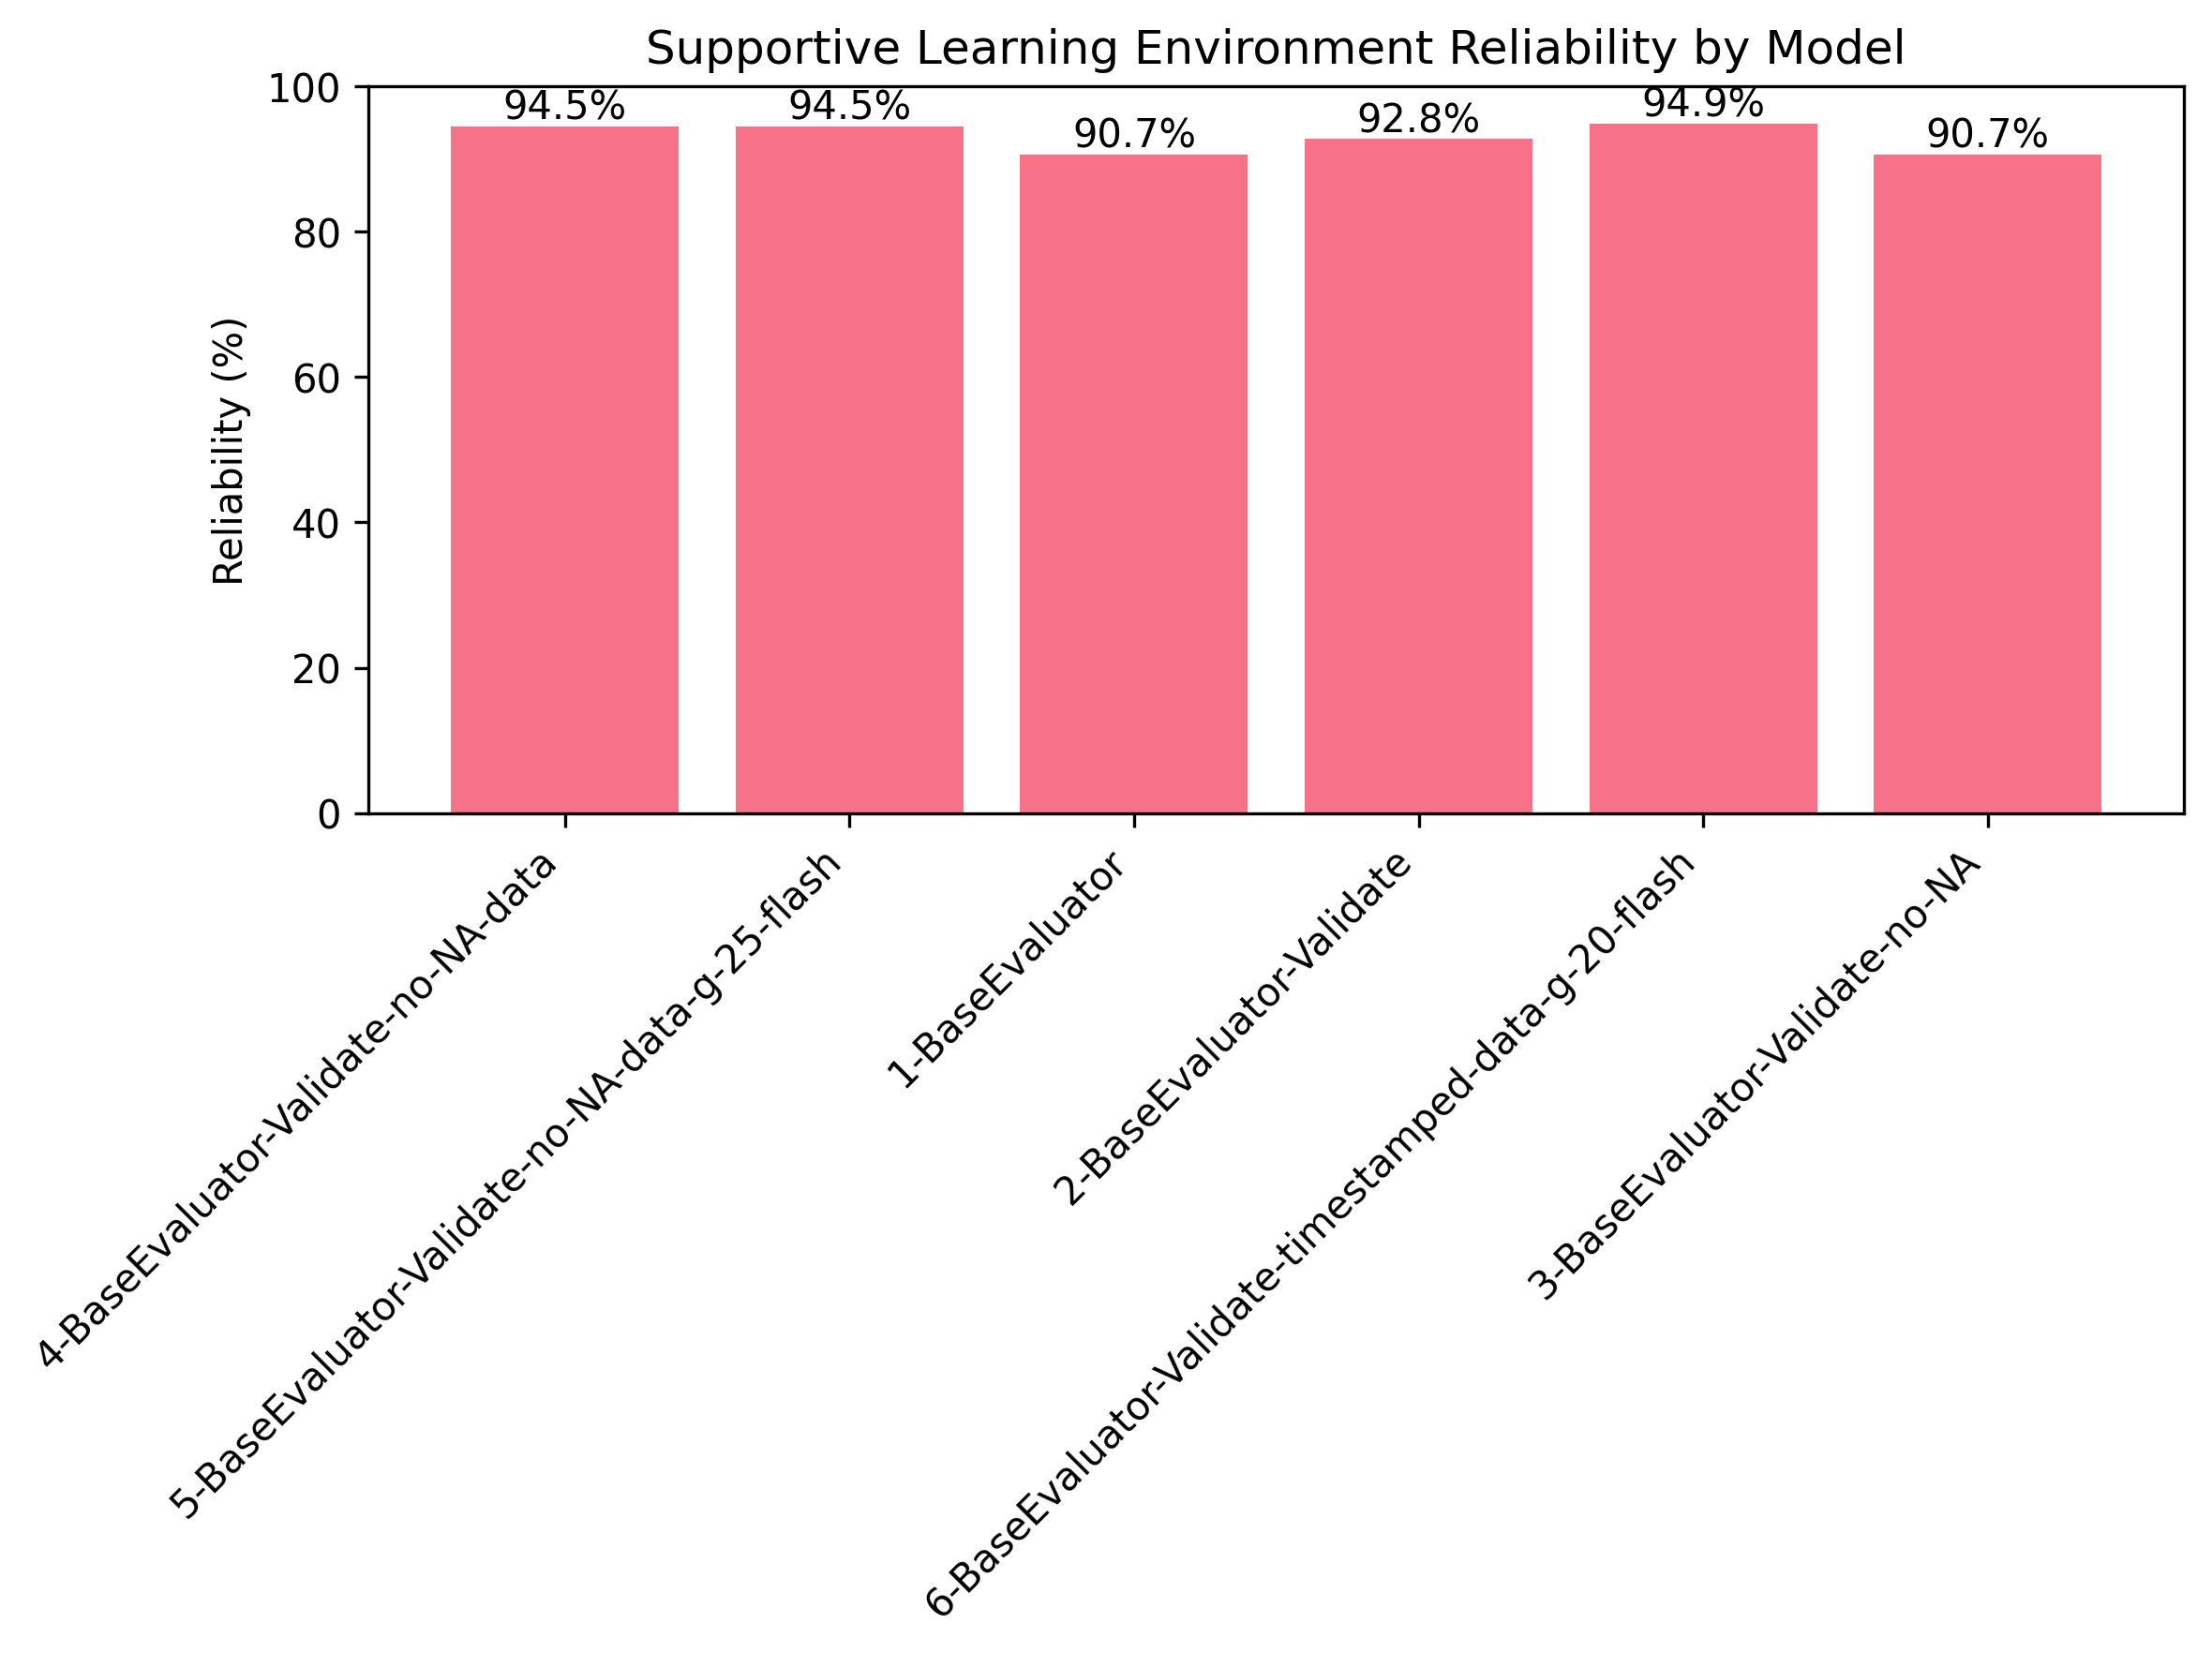 Supportive Learning Environment Reliability by Model
Reliability (%)
100
80
60
40
20
0
94.5%
94.5%
90.7%
92.8%
94.9%
90.7%
4-BaseEvaluator-Validate-no-NA-data
5-BaseEvaluator-Validate-no-NA-data-g-25-flash
1-BaseEvaluator
2-BaseEvaluator-Validate
6-BaseEvaluator-Validate-timestamped-data-g-20-flash
3-BaseEvaluator-Validate-no-NA